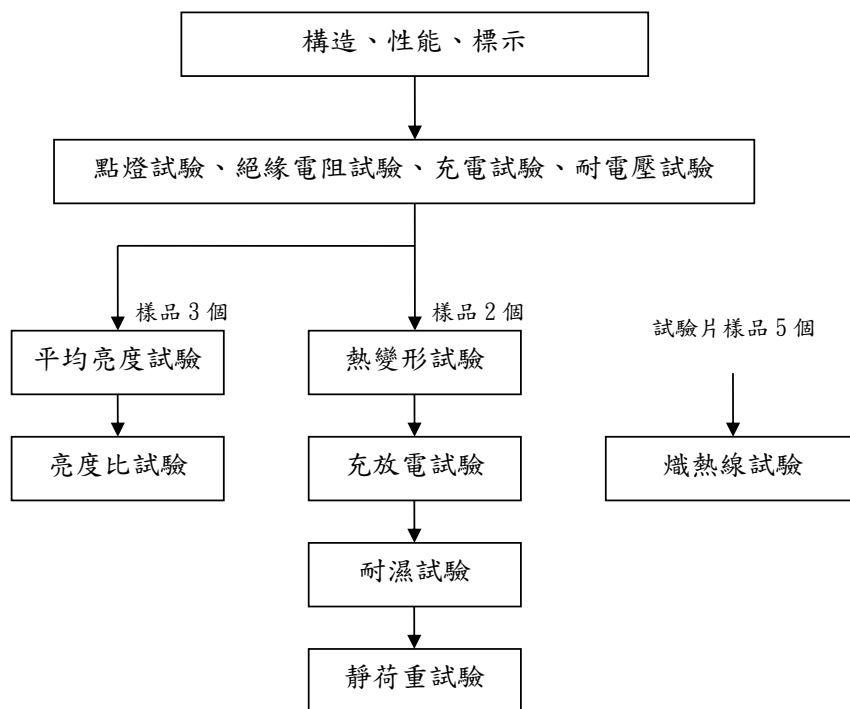 構造、性能、標示
點燈試驗、絕緣電阻試驗、充電試驗、耐電壓試驗
樣品3個
樣品2個
試驗片樣品5個
平均亮度試驗
熱變形試驗
亮度比試驗
充放電試驗
熾熱線試驗
耐濕試驗
靜荷重試驗